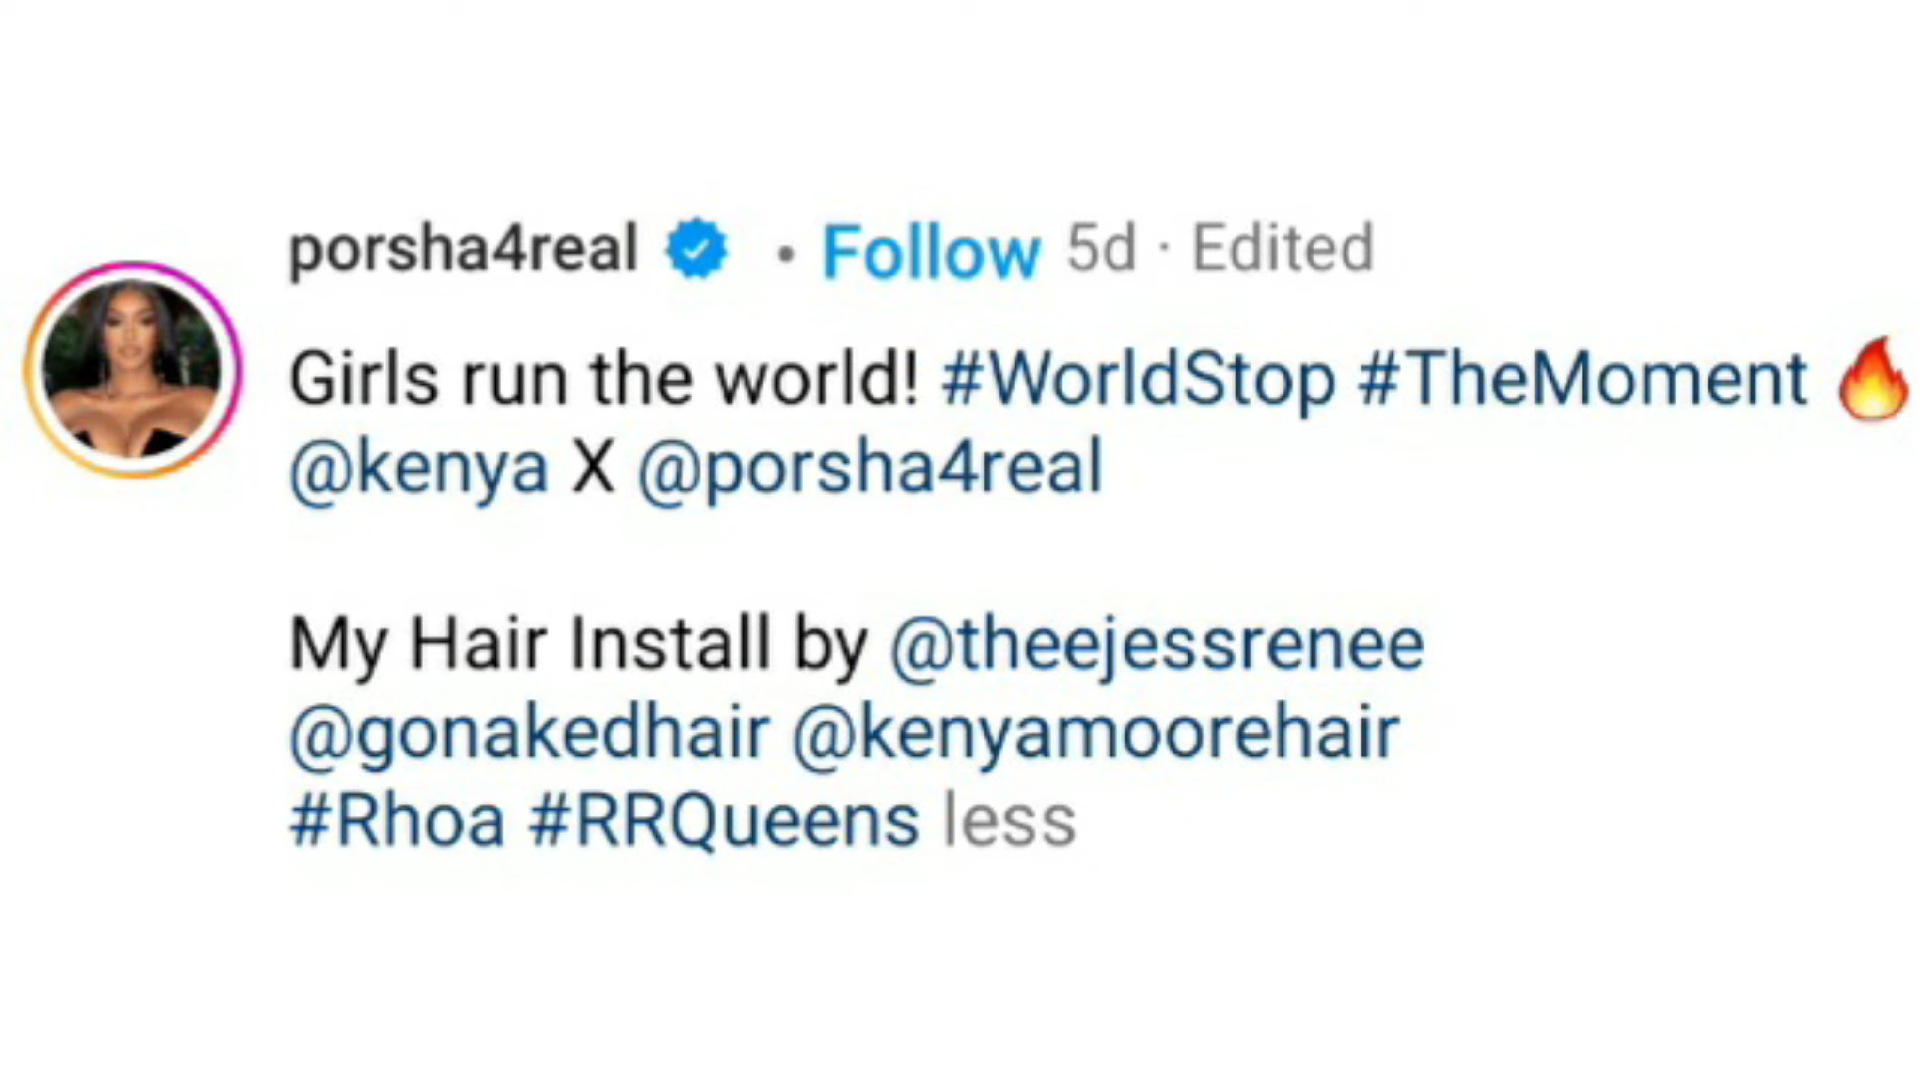 porsha4real • Follow 5d · Edited
Girls run the world! #WorldStop #TheMoment 🔥
@kenya X @porsha4real
My Hair Install by @theejessrenee
@gonakedhair @kenyamoorehair
#Rhoa #RRQueens less